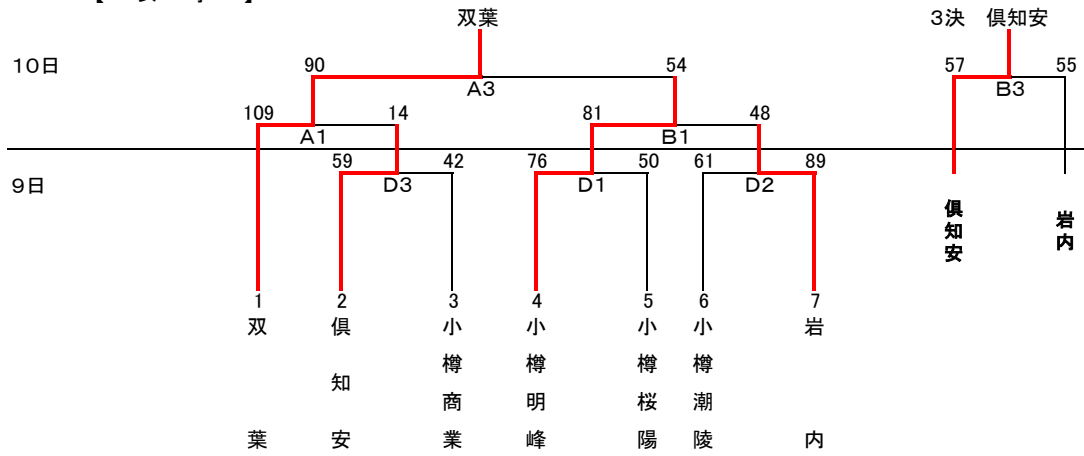 双葉 3決 倶知安
10日 90 54 57 55
A3 B3
109 14 81 48
A1 B1
59 42 76 50 61 89
9日 D3 D1 D2
倶知安 岩内
1 2 3 4 5 6 7
双葉
倶知安
小樽商業
小樽明峰
小樽桜陽
小樽潮陵
岩内